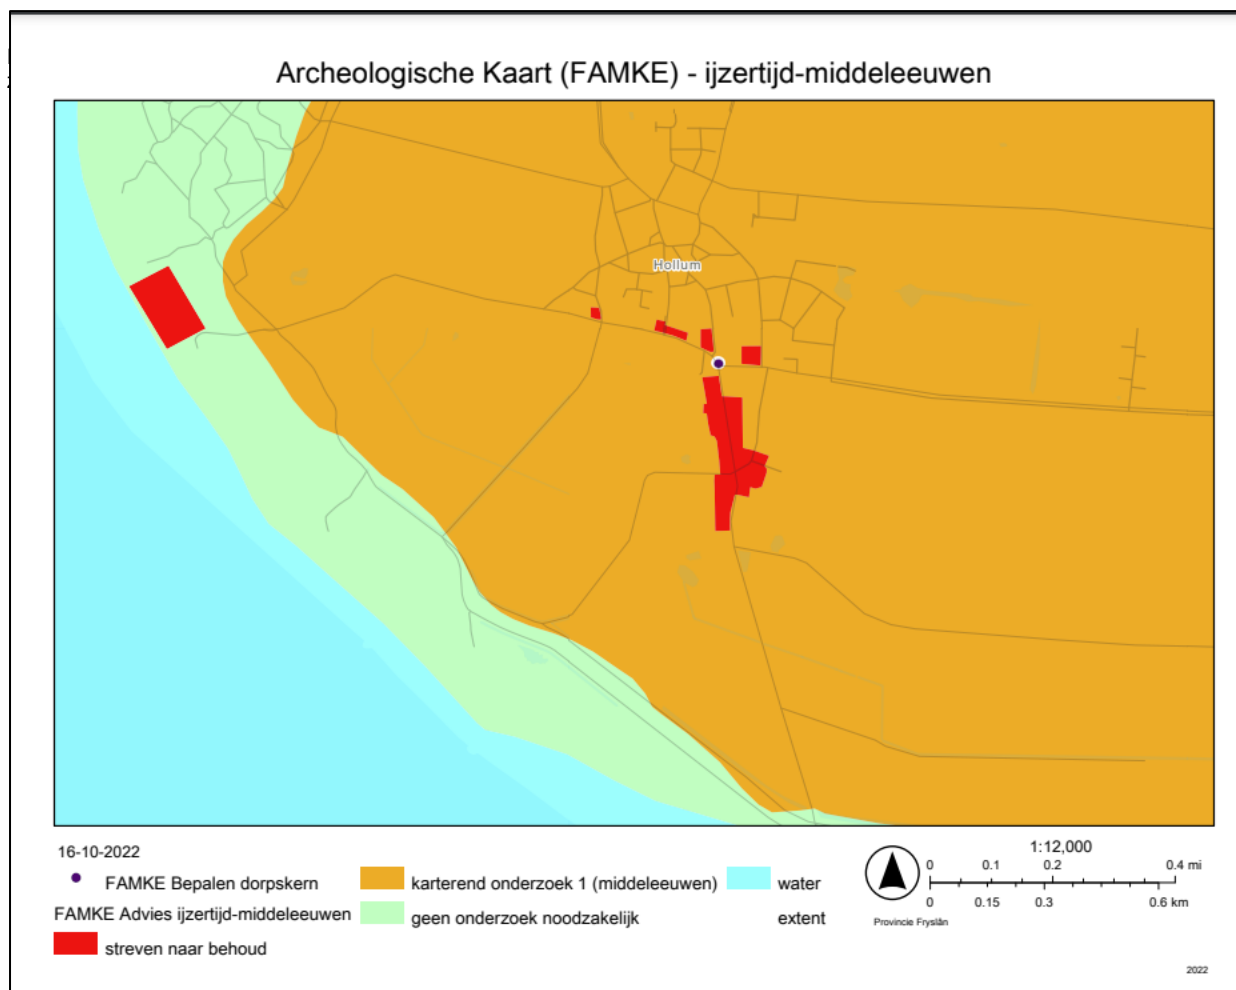 Archeologische Kaart (FAMKE) - ijzertijd-middeleeuwen
Hollum
16-10-2022
FAMKE Bepalen dorpskern
FAMKE Advies ijzertijd-middeleeuwen
streven naar behoud
karterend onderzoek 1 (middeleeuwen)
geen onderzoek noodzakelijk
water
extent
1:12,000
0 0.1 0.2 0.4 mi
0 0.15 0.3 0.6 km
Provincie Fryslân
2022